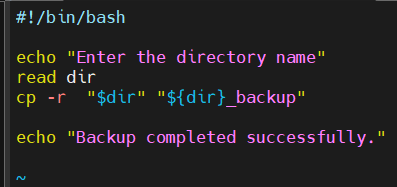 #!/bin/bash
echo "Enter the directory name"
read dir
cp -r  "$dir" "${dir}_backup"
echo "Backup completed successfully."
~